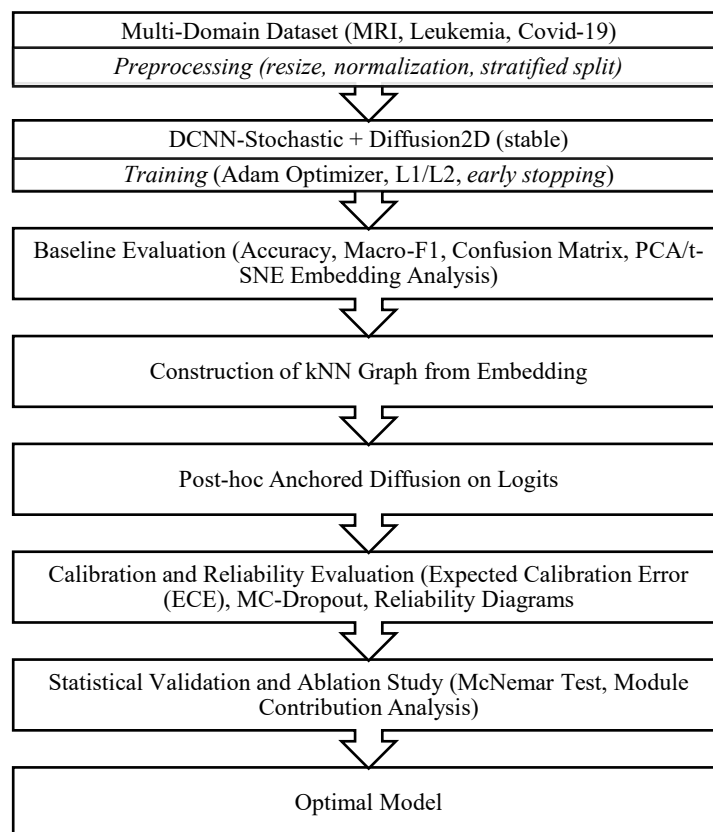 Multi-Domain Dataset (MRI, Leukemia, Covid-19)
Preprocessing (resize, normalization, stratified split)
DCNN-Stochastic + Diffusion2D (stable)
Training (Adam Optimizer, L1/L2, early stopping)
Baseline Evaluation (Accuracy, Macro-F1, Confusion Matrix, PCA/t-
SNE Embedding Analysis)
Construction of kNN Graph from Embedding
Post-hoc Anchored Diffusion on Logits
Calibration and Reliability Evaluation (Expected Calibration Error
(ECE), MC-Dropout, Reliability Diagrams
Statistical Validation and Ablation Study (McNemar Test, Module
Contribution Analysis)
Optimal Model